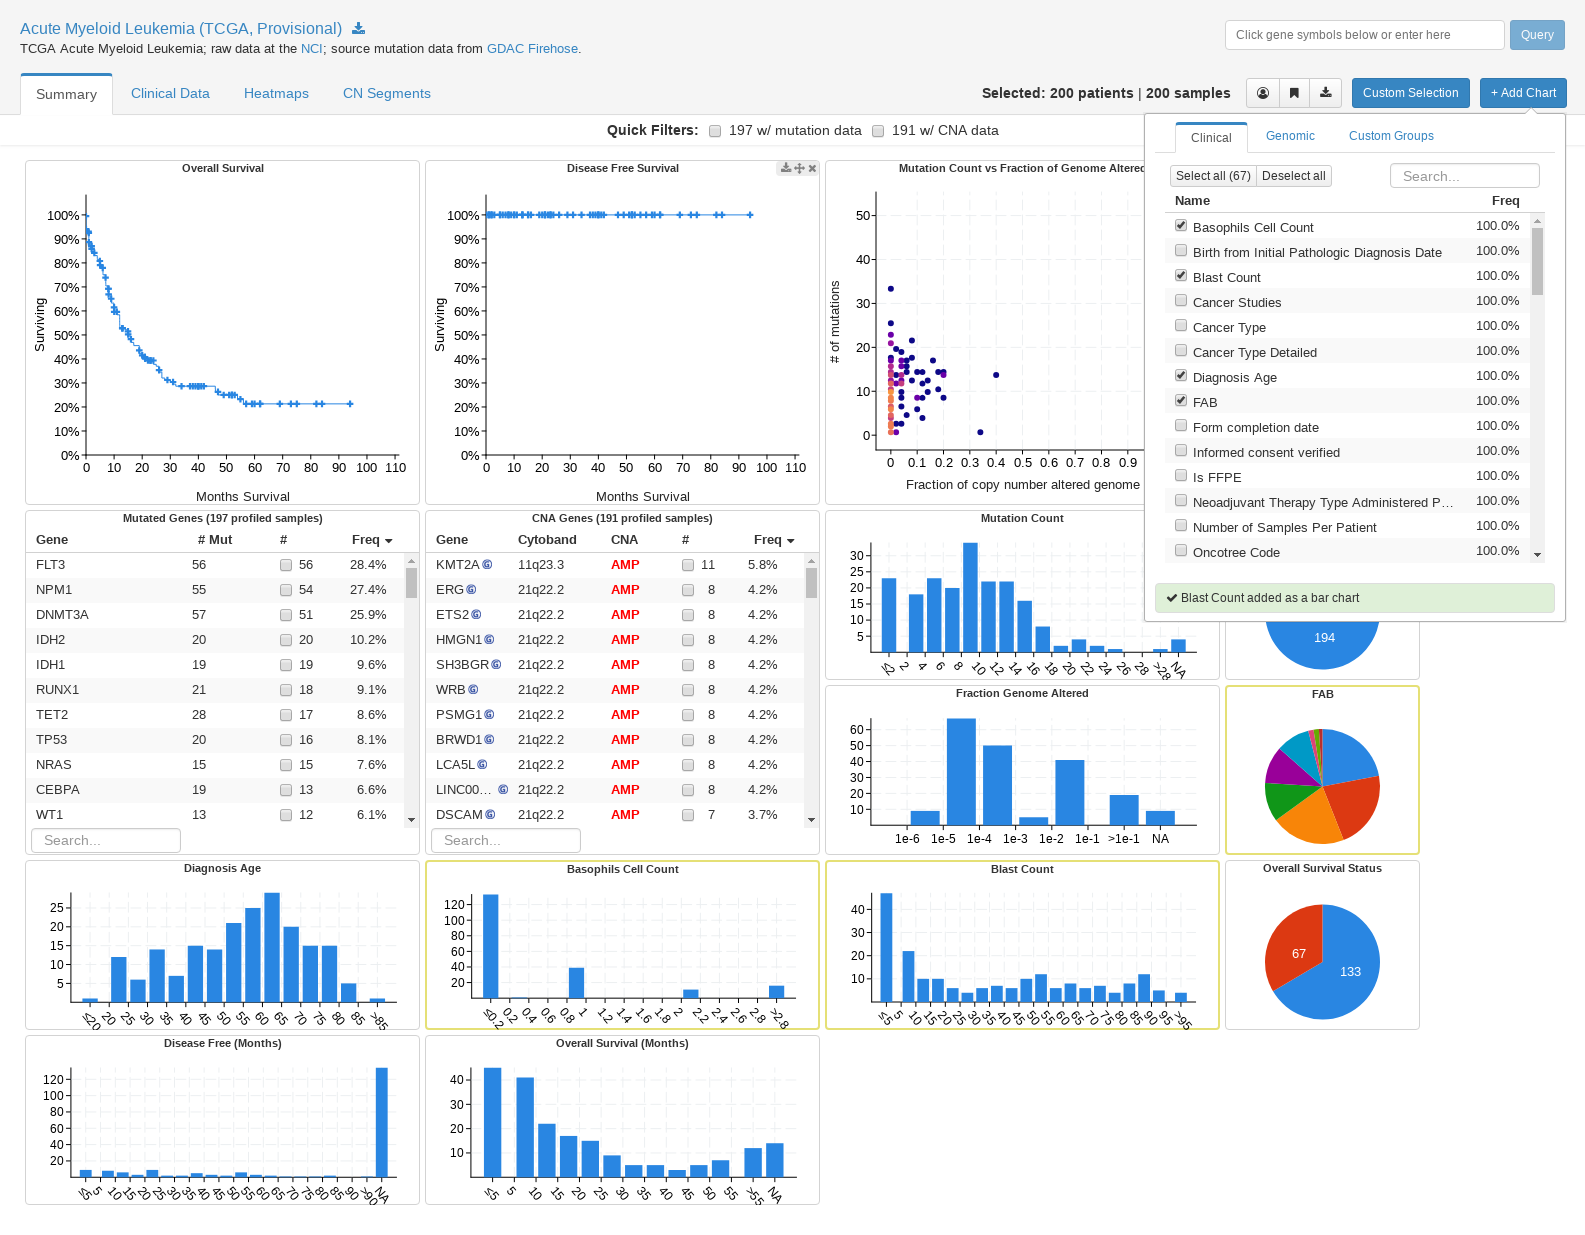 Acute Myeloid Leukemia (TCGA, Provisional)
TCGA Acute Myeloid Leukemia; raw data at the NCI; source mutation data from GDAC Firehose.
Click gene symbols below or enter here
Query
Summary
Clinical Data
Heatmaps
CN Segments
Selected: 200 patients | 200 samples
Custom Selection
+ Add Chart
Quick Filters:
197 w/ mutation data
191 w/ CNA data
Clinical
Genomic
Custom Groups
Select all (67)
Deselect all
Search...
Name Freq
Basophils Cell Count 100.0%
Birth from Initial Pathologic Diagnosis Date 100.0%
Blast Count 100.0%
Cancer Studies 100.0%
Cancer Type 100.0%
Cancer Type Detailed 100.0%
Diagnosis Age 100.0%
FAB 100.0%
Form completion date 100.0%
Informed consent verified 100.0%
Is FFPE 100.0%
Neoadjuvant Therapy Type Administered P… 100.0%
Number of Samples Per Patient 100.0%
Oncotree Code 100.0%
Blast Count added as a bar chart
Overall Survival
100%
90%
80%
70%
60%
50%
40%
30%
20%
10%
0%
Surviving
0 10 20 30 40 50 60 70 80 90 100 110
Months Survival
Disease Free Survival
100%
90%
80%
70%
60%
50%
40%
30%
20%
10%
0%
Surviving
0 10 20 30 40 50 60 70 80 90 100 110
Months Survival
Mutation Count vs Fraction of Genome Altered
50
40
30
20
10
0
# of mutations
0 0.1 0.2 0.3 0.4 0.5 0.6 0.7 0.8 0.9
Fraction of copy number altered genome
Mutated Genes (197 profiled samples)
Gene # Mut # Freq
FLT3 56 56 28.4%
NPM1 55 54 27.4%
DNMT3A 57 51 25.9%
IDH2 20 20 10.2%
IDH1 19 19 9.6%
RUNX1 21 18 9.1%
TET2 28 17 8.6%
TP53 20 16 8.1%
NRAS 15 15 7.6%
CEBPA 19 13 6.6%
WT1 13 12 6.1%
Search...
CNA Genes (191 profiled samples)
Gene Cytoband CNA # Freq
KMT2A G 11q23.3 AMP 11 5.8%
ERG G 21q22.2 AMP 8 4.2%
ETS2 G 21q22.2 AMP 8 4.2%
HMGN1 G 21q22.2 AMP 8 4.2%
SH3BGR G 21q22.2 AMP 8 4.2%
WRB G 21q22.2 AMP 8 4.2%
PSMG1 G 21q22.2 AMP 8 4.2%
BRWD1 G 21q22.2 AMP 8 4.2%
LCA5L G 21q22.2 AMP 8 4.2%
LINC00… G 21q22.2 AMP 8 4.2%
DSCAM G 21q22.2 AMP 7 3.7%
Search...
Mutation Count
30
25
20
15
10
5
≤2 2 4 6 8 10 12 14 16 18 20 22 24 26 28 >28 NA
194
Fraction Genome Altered
60
50
40
30
20
10
1e-6 1e-5 1e-4 1e-3 1e-2 1e-1 >1e-1 NA
FAB
Diagnosis Age
25
20
15
10
5
≤20 20 25 30 35 40 45 50 55 60 65 70 75 80 85 >85
Basophils Cell Count
120
100
80
60
40
20
≤0.2 0.2 0.4 0.6 0.8 1 1.2 1.4 1.6 1.8 2 2.2 2.4 2.6 2.8 >2.8
Blast Count
40
30
20
10
≤5 5 10 15 20 25 30 35 40 45 50 55 60 65 70 75 80 85 90 95 >95
Overall Survival Status
67
133
Disease Free (Months)
120
100
80
60
40
20
≤5 5 10 15 20 25 30 35 40 45 50 55 60 65 70 75 80 85 90 >90 NA
Overall Survival (Months)
40
30
20
10
≤5 5 10 15 20 25 30 35 40 45 50 55 >55 NA